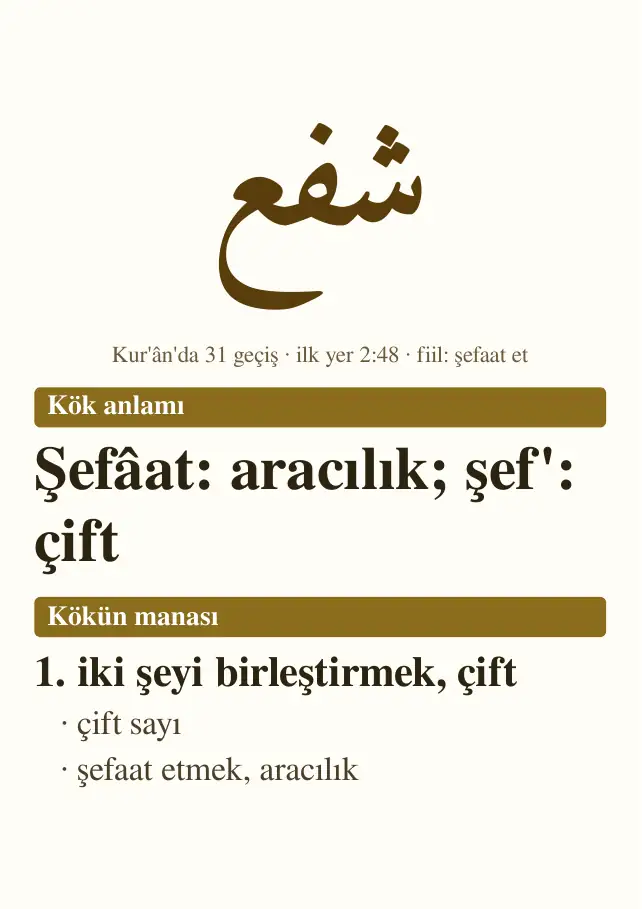 شفع
Kur'ân'da 31 geçiş · ilk yer 2:48 · fiil: şefaat et
Kök anlamı
Şefâat: aracılık; şef':
çift
Kökün manası
1. iki şeyi birleştirmek, çift
· çift sayı
· şefaat etmek, aracılık